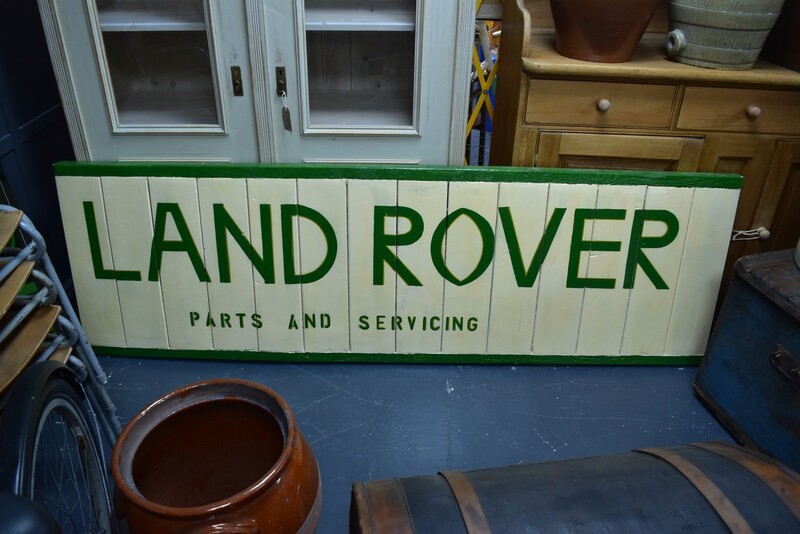 LAND ROVER
PARTS AND SERVICING